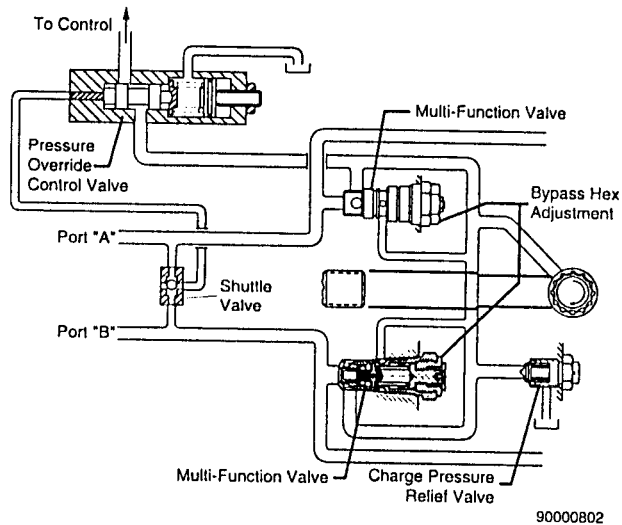 To Control
Multi-Function Valve
Pressure
Override
Control Valve
Bypass Hex
Adjustment
Port "A"
Shuttle
Valve
Port "B"
Multi-Function Valve
Charge Pressure
Relief Valve
90000802